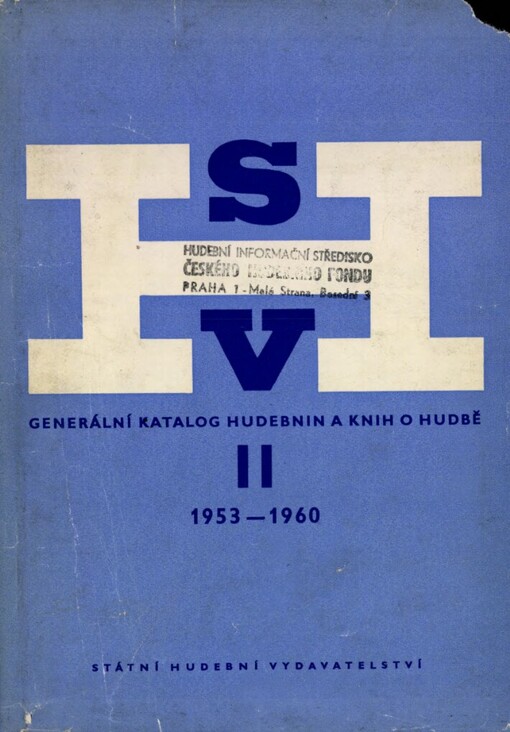 S
H
HUDEBNÍ INFORMAČNÍ STŘEDISKO
ČESKÉHO HUDEBNÍHO FONDU
PRAHA 1 - Malá Strana, Besední 3
V
GENERÁLNÍ KATALOG HUDEBNIN A KNIH O HUDBĚ
II
1953—1960
STÁTNÍ HUDEBNÍ VYDAVATELSTVÍ